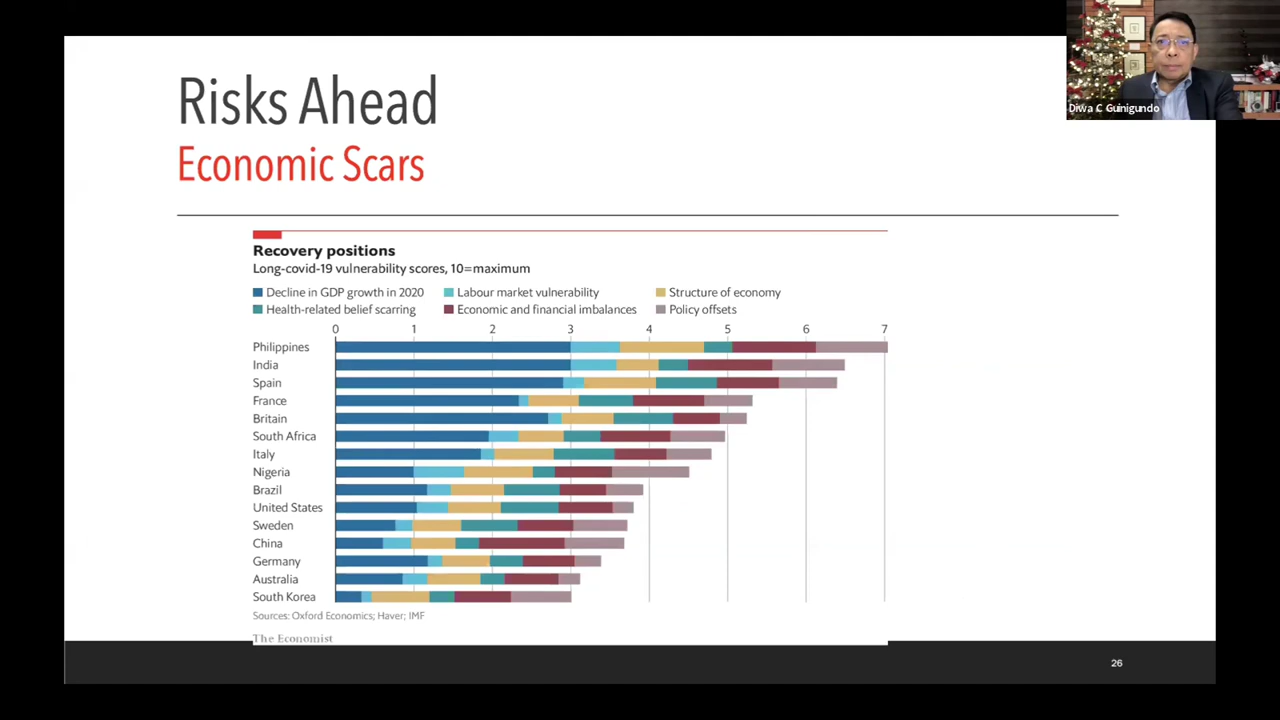 Risks Ahead
Economic Scars
Diwa C Guinigundo
Recovery positions
Long-covid-19 vulnerability scores, 10=maximum
Decline in GDP growth in 2020 Labour market vulnerability Structure of economy
Health-related belief scarring Economic and financial imbalances Policy offsets
0 1 2 3 4 5 6 7
Philippines
India
Spain
France
Britain
South Africa
Italy
Nigeria
Brazil
United States
Sweden
China
Germany
Australia
South Korea
Sources: Oxford Economics; Haver; IMF
The Economist
26